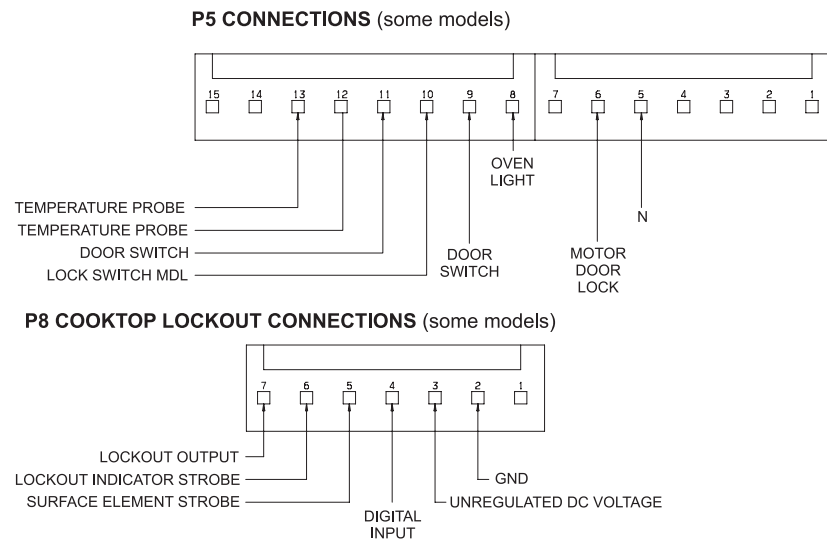 P5 CONNECTIONS (some models)
15 14 13 12 11 10 9 8 7 6 5 4 3 2 1
OVEN
LIGHT
TEMPERATURE PROBE
TEMPERATURE PROBE
DOOR SWITCH
LOCK SWITCH MDL
DOOR
SWITCH
MOTOR
DOOR
LOCK
N
P8 COOKTOP LOCKOUT CONNECTIONS (some models)
7 6 5 4 3 2 1
LOCKOUT OUTPUT
LOCKOUT INDICATOR STROBE
SURFACE ELEMENT STROBE
DIGITAL
INPUT
GND
UNREGULATED DC VOLTAGE